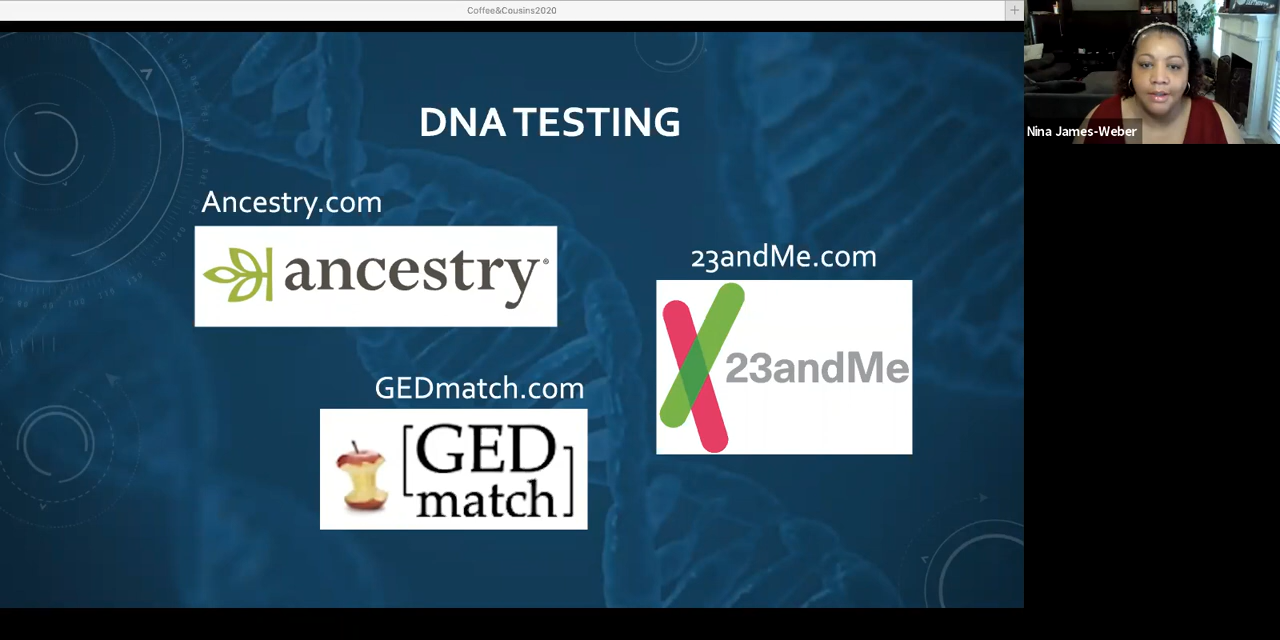 Coffee&Cousins2020
DNA TESTING
Ancestry.com
ancestry®
23andMe.com
23andMe
GEDmatch.com
[GED
match]
Nina James-Weber